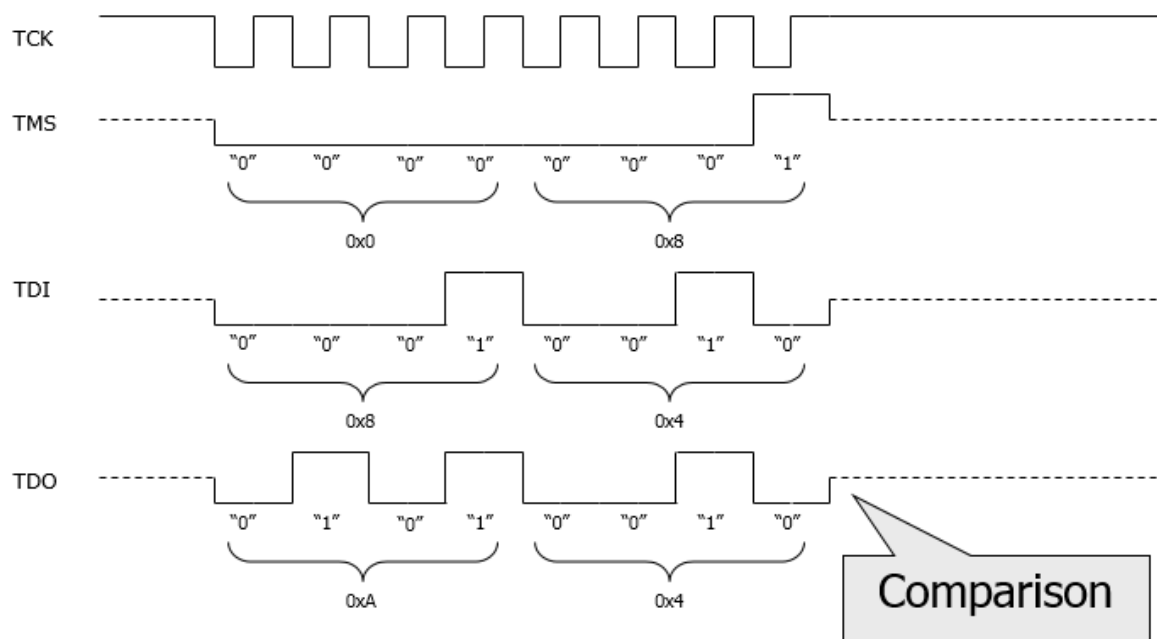 TCK
TMS
“0” “0” “0” “0” “0” “0” “0” “1”
0x0 0x8
TDI
“0” “0” “0” “1” “0” “0” “1” “0”
0x8 0x4
TDO
“0” “1” “0” “1” “0” “0” “1” “0”
0xA 0x4
Comparison